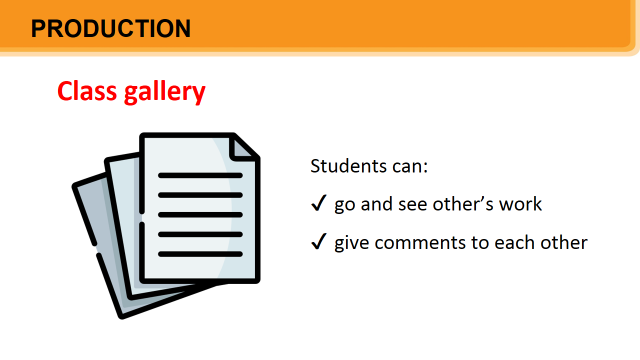 PRODUCTION
Class gallery
Students can:
✓ go and see other's work
✓ give comments to each other